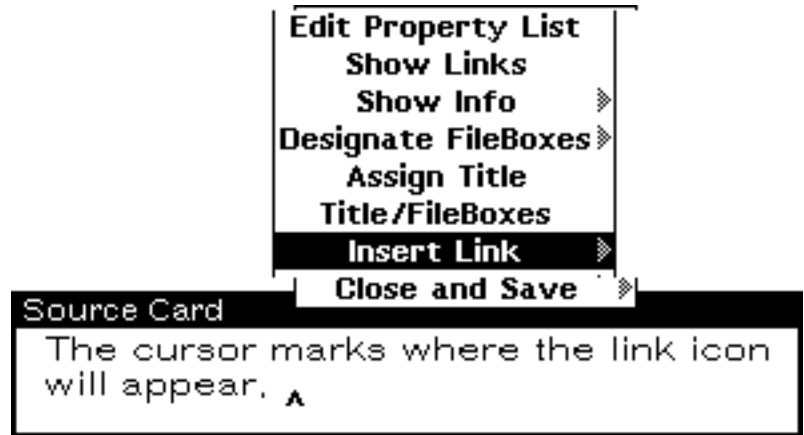 Edit Property List
Show Links
Show Info
Designate FileBoxes
Assign Title
Title/FileBoxes
Insert Link
Close and Save
Source Card
The cursor marks where the link icon
will appear.